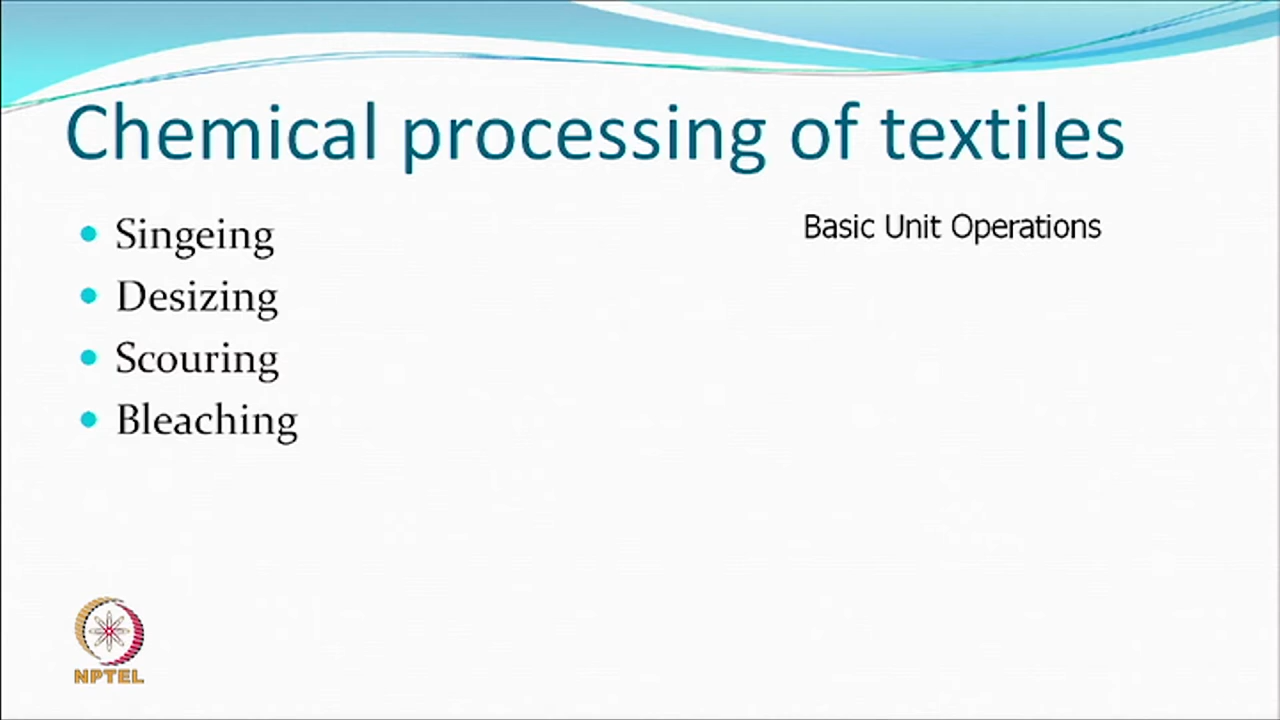 Chemical processing of textiles
Singeing
Basic Unit Operations
Desizing
Scouring
Bleaching
NPTEL